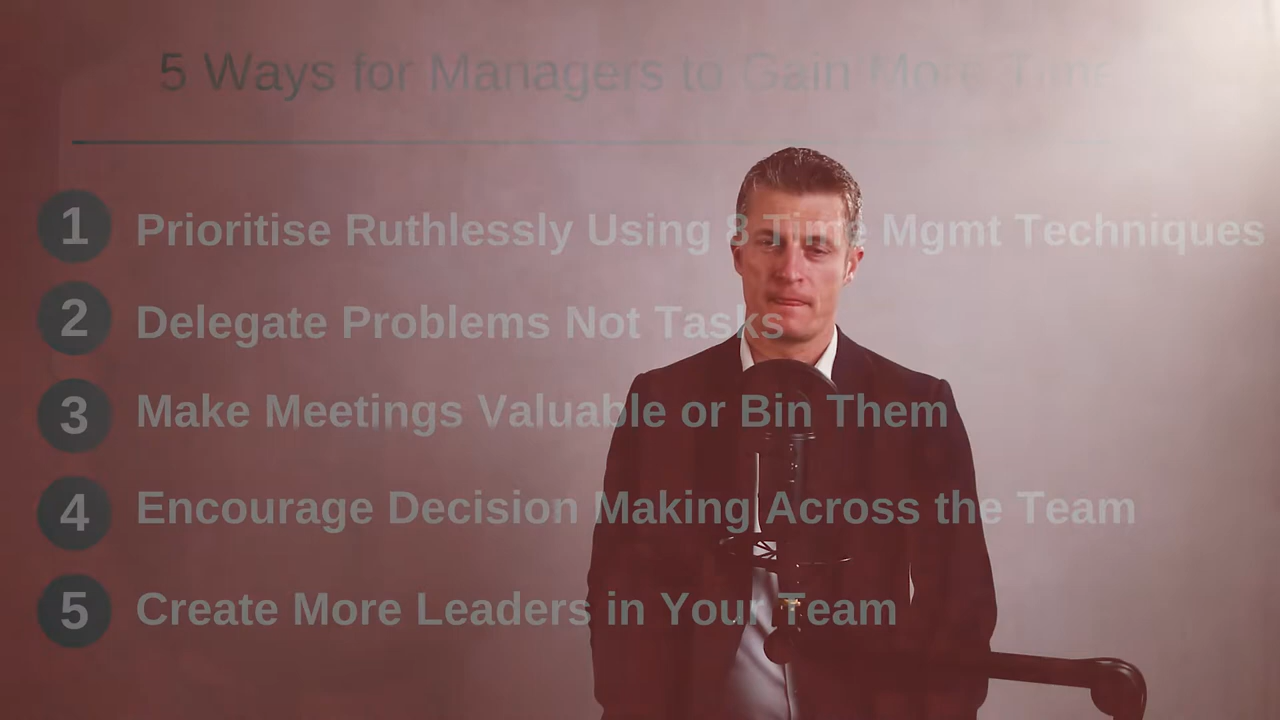 5 Ways for Managers to Gain More Time
1 Prioritise Ruthlessly Using 8 Time Mgmt Techniques
2 Delegate Problems Not Tasks
3 Make Meetings Valuable or Bin Them
4 Encourage Decision Making Across the Team
5 Create More Leaders in Your Team